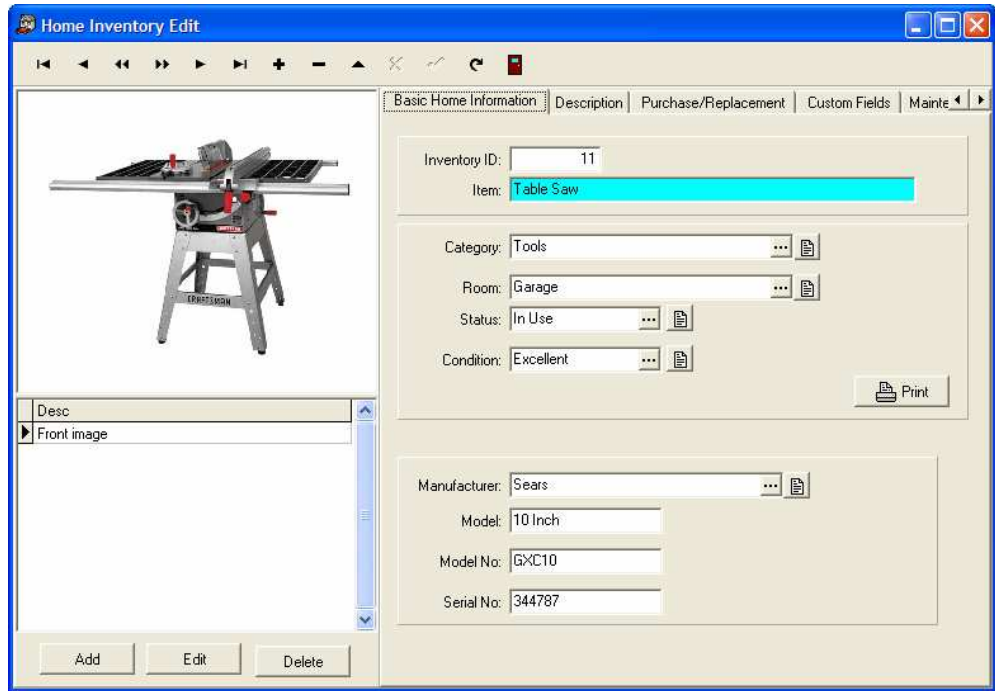 Home Inventory Edit
Basic Home Information
Description
Purchase/Replacement
Custom Fields
Mainte
Inventory ID: 11
Item: Table Saw
Category: Tools
Room: Garage
Status: In Use
Condition: Excellent
Print
CRAFTSMAN
Desc
Front image
Manufacturer: Sears
Model: 10 Inch
Model No: GXC10
Serial No: 344787
Add
Edit
Delete